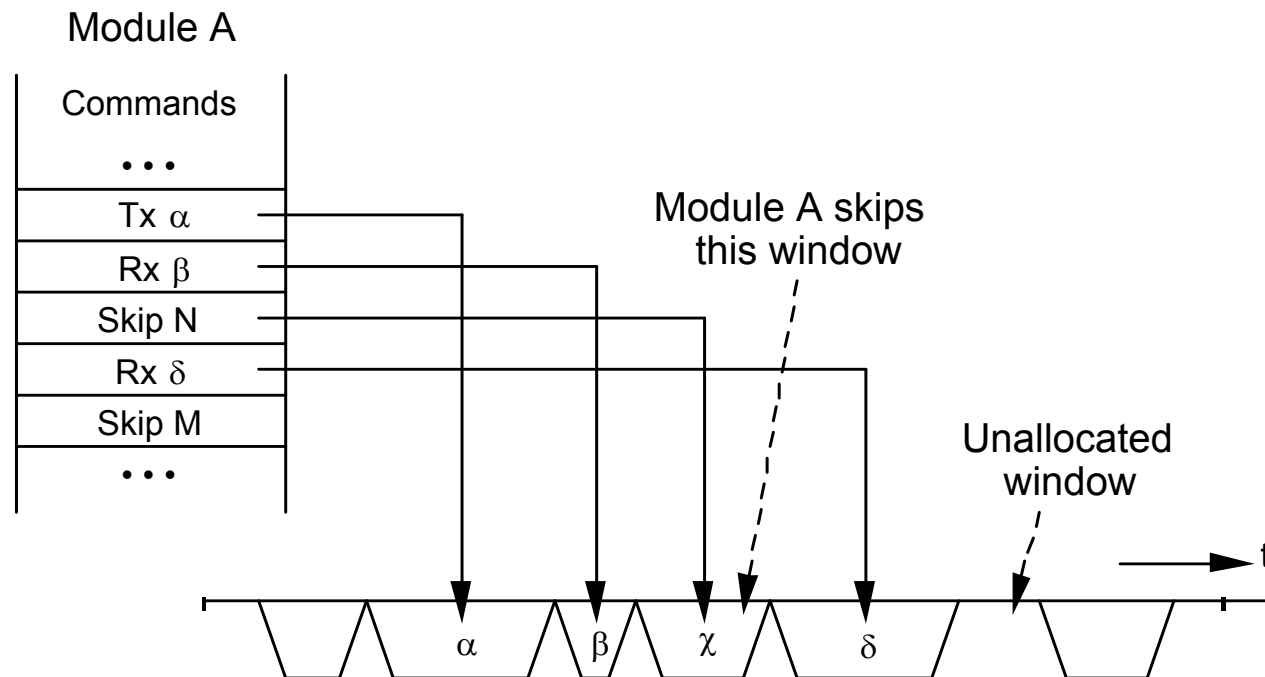 Module A
Commands
•••
Tx α
Rx β
Skip N
Rx δ
Skip M
•••
Module A skips
this window
Unallocated
window
t
α
β
χ
δ